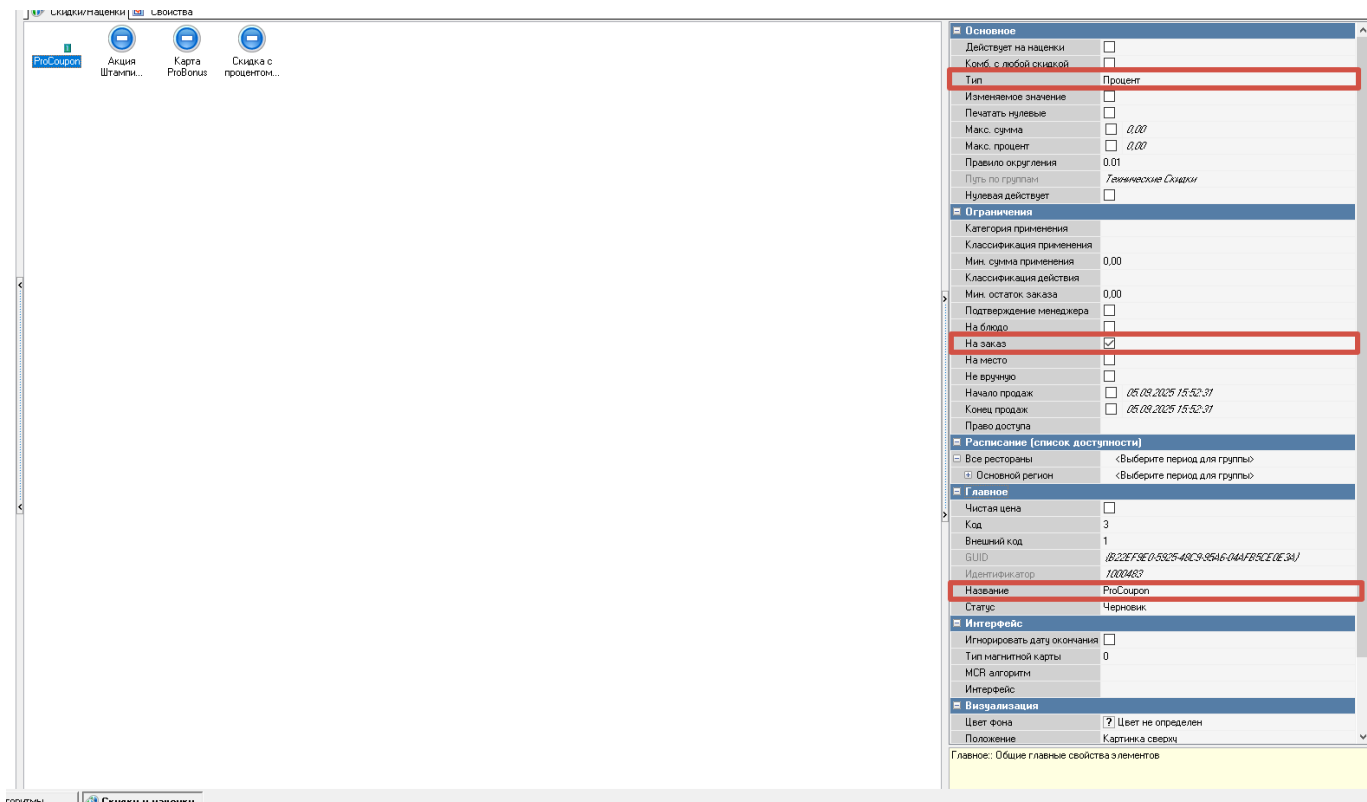 Скидки/Наценки Свойства
ProCoupon
Акция Штампи...
Карта ProBonus
Скидка с процентом...
Основное
Действует на наценки
Комб. с любой скидкой
Тип Процент
Изменяемое значение
Печатать нулевые
Макс. сумма 0,00
Макс. процент 0,00
Правило округления 0.01
Путь по группам Технические Скидки
Нулевая действует
Ограничения
Категория применения
Классификация применения
Мин. сумма применения 0,00
Классификация действия
Мин. остаток заказа 0,00
Подтверждение менеджера
На блюдо
На заказ
На место
Не вручную
Начало продаж 05.09.2025 15:52:31
Конец продаж 05.09.2025 15:52:31
Право доступа
Расписание (список доступности)
Все рестораны <Выберите период для группы>
Основной регион <Выберите период для группы>
Главное
Чистая цена
Код 3
Внешний код 1
GUID
Идентификатор 1000463
Название ProCoupon
Статус Черновик
Интерфейс
Игнорировать дату окончания
Тип магнитной карты 0
MCR алгоритм
Интерфейс
Визуализация
Цвет фона ? Цвет не определен
Положение Картинка сверху
Главное:: Общие главные свойства элементов
Скидки и наценки